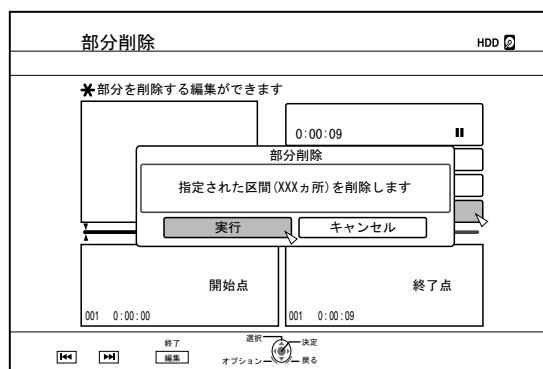 部分削除
HDD
✱部分を削除する編集ができます
0:00:09
部分削除
指定された区間(XXXヵ所)を削除します
実行
キャンセル
開始点
001 0:00:00
終了点
001 0:00:09
終了
編集
選択
決定
オプション
戻る